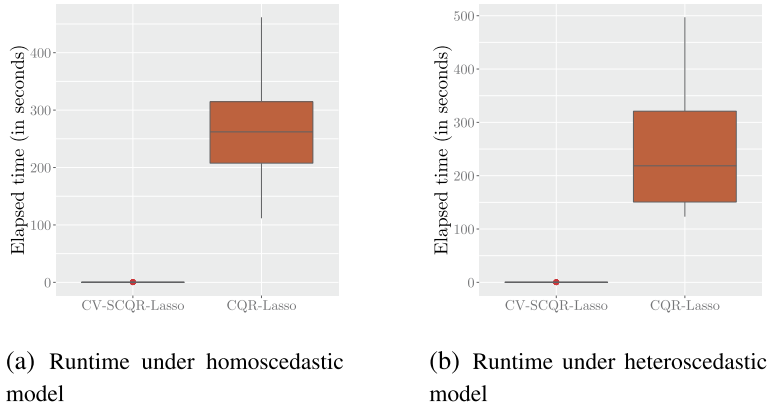 Elapsed time (in seconds)
400
300
200
100
0
CV-SCQR-Lasso CQR-Lasso
(a) Runtime under homoscedastic
model
Elapsed time (in seconds)
500
400
300
200
100
0
CV-SCQR-Lasso CQR-Lasso
(b) Runtime under heteroscedastic
model